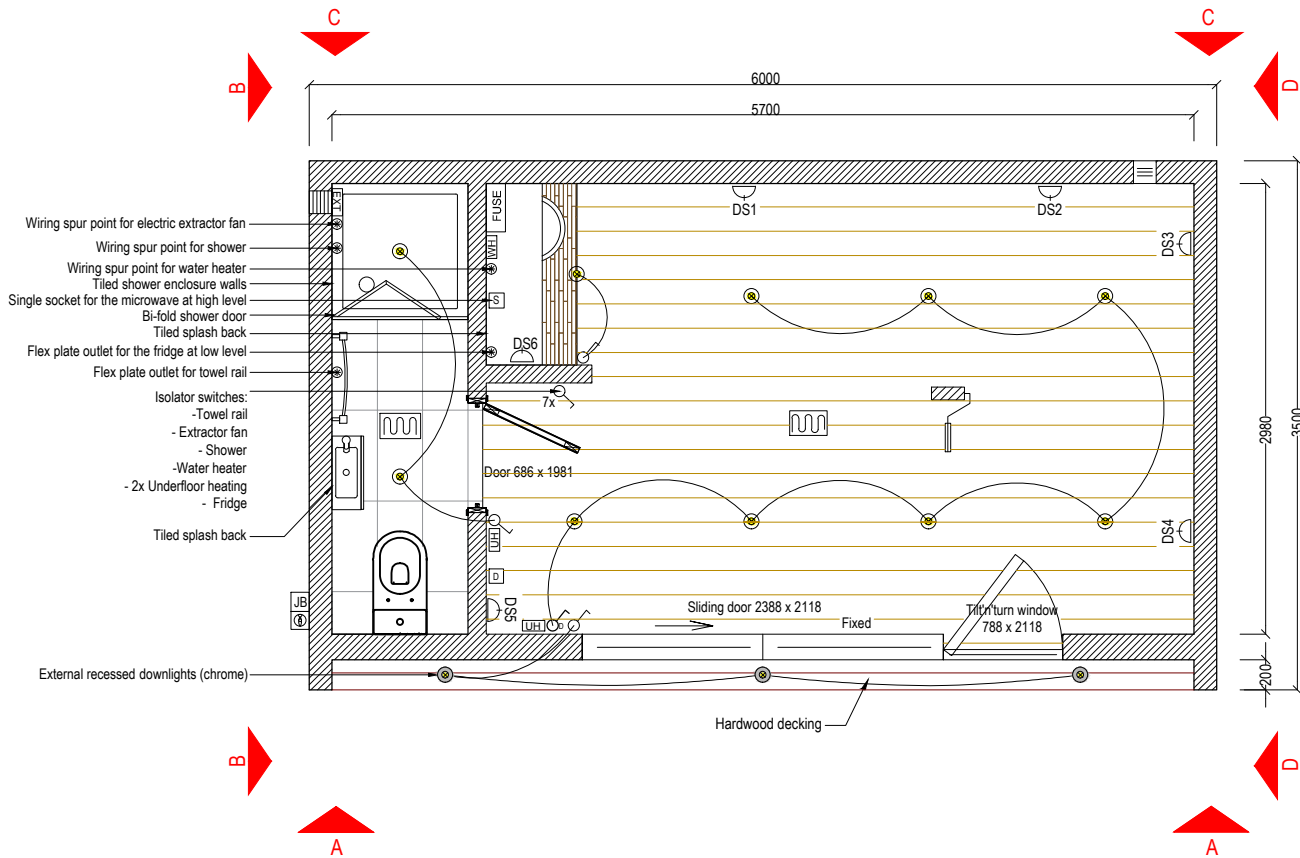 C
C
B
D
6000
5700
EXT
FUSE
WH
S
DS6
DS1
DS2
DS3
Wiring spur point for electric extractor fan
Wiring spur point for shower
Wiring spur point for water heater
Tiled shower enclosure walls
Single socket for the microwave at high level
Bi-fold shower door
Tiled splash back
Flex plate outlet for the fridge at low level
Flex plate outlet for towel rail
Isolator switches:
-Towel rail
- Extractor fan
- Shower
-Water heater
- 2x Underfloor heating
- Fridge
Tiled splash back
7x
Door 686 x 1981
2980
3500
UH
D
DS5
DS4
JB
UH
D
Sliding door 2388 x 2118
Fixed
Tilt'n'turn window
788 x 2118
200
External recessed downlights (chrome)
Hardwood decking
B
D
A
A